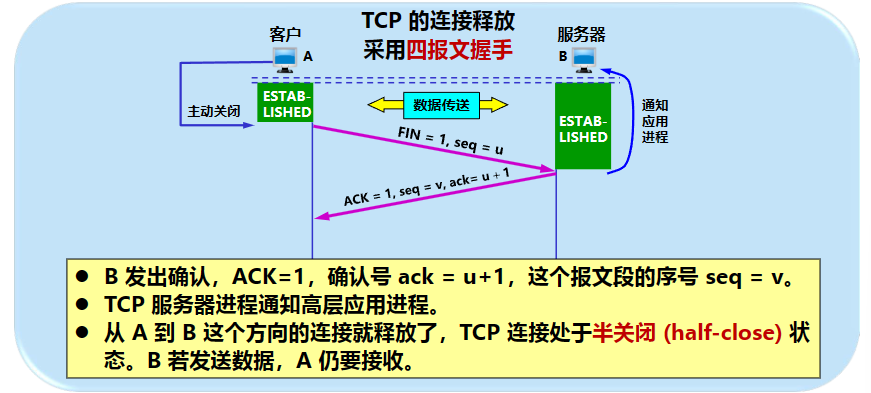 TCP 的连接释放
采用四报文握手
客户
A
服务器
B
主动关闭
ESTAB-
LISHED
数据传送
ESTAB-
LISHED
通知
应用
进程
FIN = 1, seq = u
ACK = 1, seq = v, ack= u + 1
● B 发出确认，ACK=1，确认号 ack = u+1，这个报文段的序号 seq = v。
● TCP 服务器进程通知高层应用进程。
● 从 A 到 B 这个方向的连接就释放了，TCP 连接处于半关闭 (half-close) 状
态。B 若发送数据，A 仍要接收。